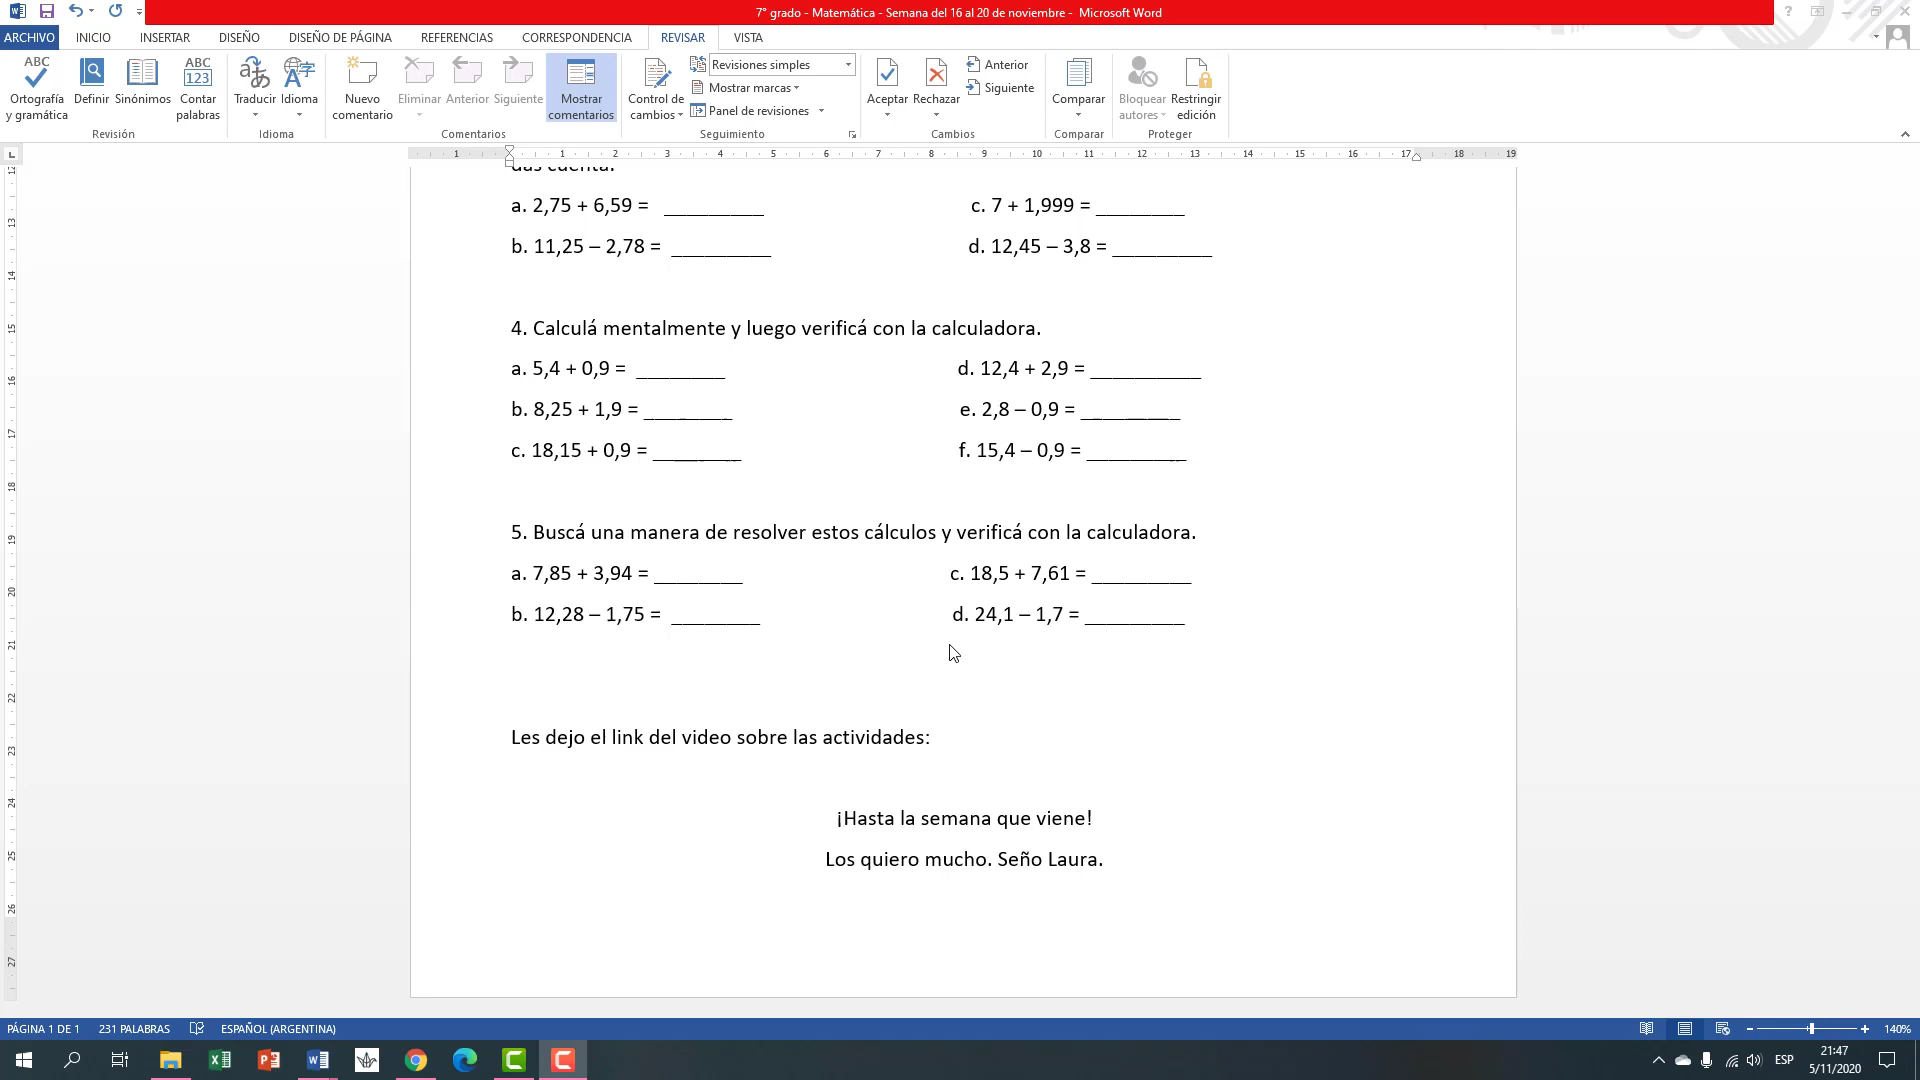 7° grado - Matemática - Semana del 16 al 20 de noviembre - Microsoft Word
ARCHIVO INICIO INSERTAR DISEÑO DISEÑO DE PÁGINA REFERENCIAS CORRESPONDENCIA REVISAR VISTA
Ortografía y gramática
Definir
Sinónimos
Contar palabras
Revisión
Traducir
Idioma
Idioma
Nuevo comentario
Eliminar
Anterior
Siguiente
Mostrar comentarios
Comentarios
Control de cambios
Revisiones simples
Mostrar marcas
Panel de revisiones
Seguimiento
Aceptar
Rechazar
Anterior
Siguiente
Cambios
Comparar
Comparar
Bloquear autores
Restringir edición
Proteger
das cuenta.
a. 2,75 + 6,59 = _________ c. 7 + 1,999 = ________
b. 11,25 – 2,78 = _________ d. 12,45 – 3,8 = _________
4. Calculá mentalmente y luego verificá con la calculadora.
a. 5,4 + 0,9 = ________ d. 12,4 + 2,9 = __________
b. 8,25 + 1,9 = ________ e. 2,8 – 0,9 = _________
c. 18,15 + 0,9 = ________ f. 15,4 – 0,9 = _________
5. Buscá una manera de resolver estos cálculos y verificá con la calculadora.
a. 7,85 + 3,94 = ________ c. 18,5 + 7,61 = _________
b. 12,28 – 1,75 = ________ d. 24,1 – 1,7 = _________
Les dejo el link del video sobre las actividades:
¡Hasta la semana que viene!
Los quiero mucho. Seño Laura.
PÁGINA 1 DE 1 231 PALABRAS ESPAÑOL (ARGENTINA) 140%
ESP 21:47
5/11/2020